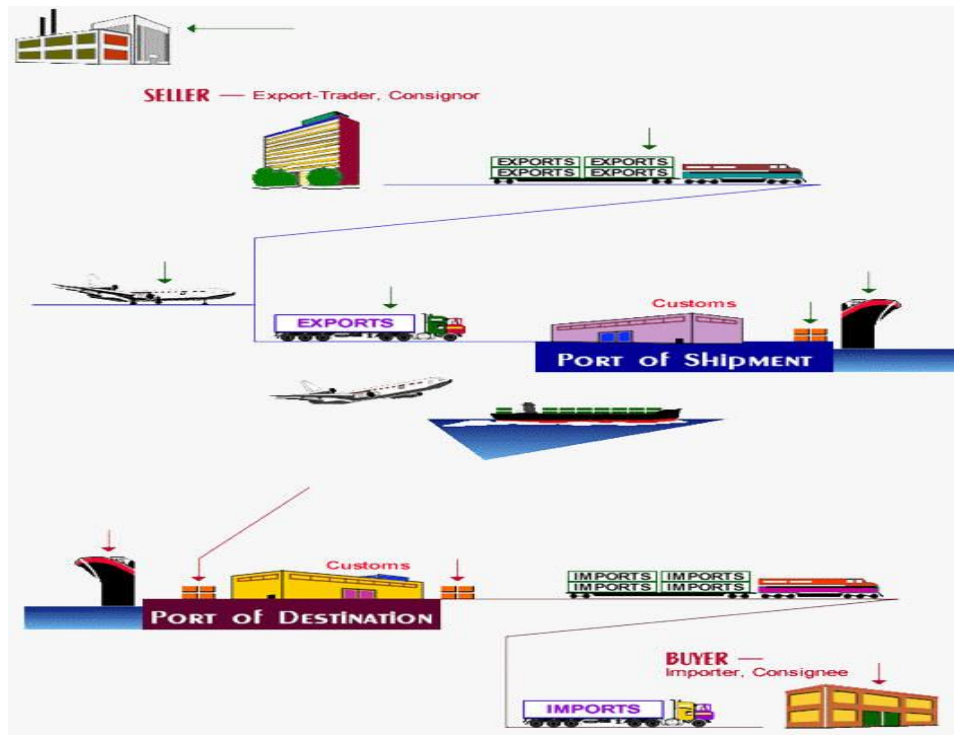 SELLER — Export-Trader, Consignor
EXPORTS EXPORTS
EXPORTS EXPORTS
Customs
EXPORTS
PORT OF SHIPMENT
Customs
IMPORTS IMPORTS
IMPORTS IMPORTS
PORT OF DESTINATION
BUYER —
Importer, Consignee
IMPORTS